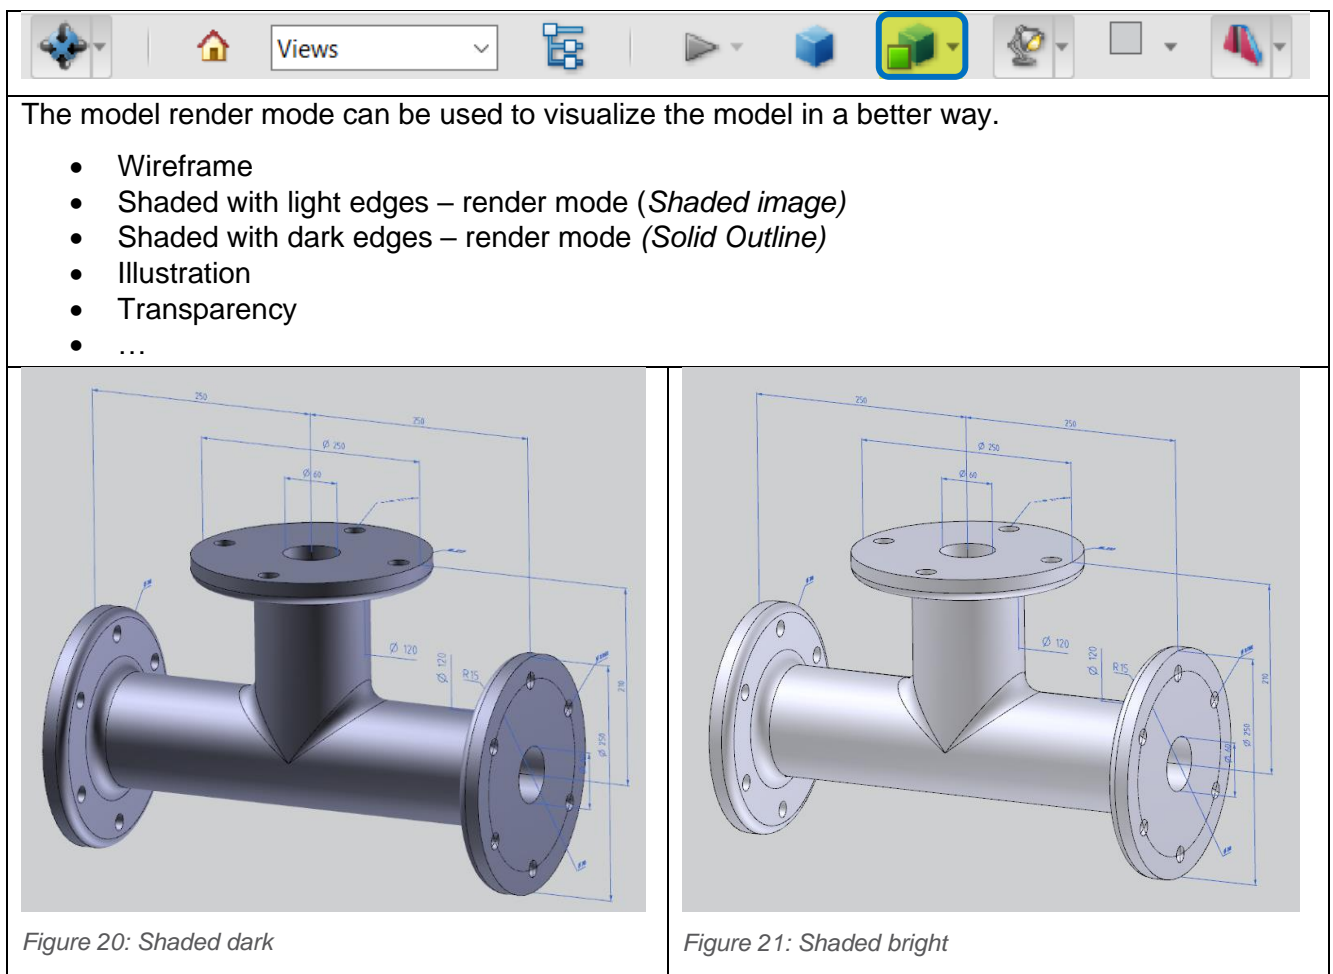 Views
The model render mode can be used to visualize the model in a better way.
• Wireframe
• Shaded with light edges – render mode (Shaded image)
• Shaded with dark edges – render mode (Solid Outline)
• Illustration
• Transparency
• …
250
250
Ø 250
Ø 60
Ø 120
Ø 120
R15
210
Ø 250
Figure 20: Shaded dark
250
250
Ø 250
Ø 60
Ø 120
Ø 120
R15
210
Ø 250
Ø 60
Figure 21: Shaded bright